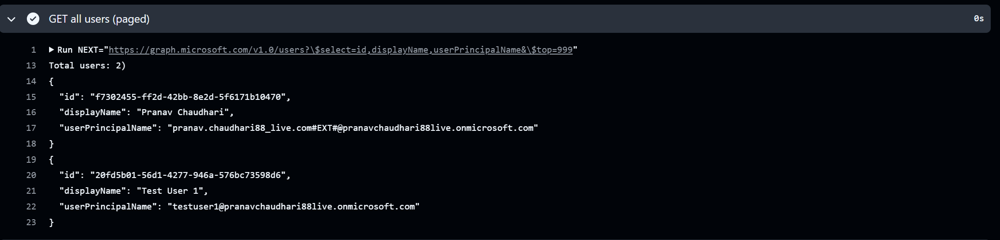 GET all users (paged)
0s
1 Run NEXT="https://graph.microsoft.com/v1.0/users?\$select=id,displayName,userPrincipalName&\$top=999"
13 Total users: 2)
14 {
15 "id": "f7302455-ff2d-42bb-8e2d-5f6171b10470",
16 "displayName": "Pranav Chaudhari",
17 "userPrincipalName": "pranav.chaudhari88_live.com#EXT#@pranavchaudhari88live.onmicrosoft.com"
18 }
19 {
20 "id": "20fd5b01-56d1-4277-946a-576bc73598d6",
21 "displayName": "Test User 1",
22 "userPrincipalName": "testuser1@pranavchaudhari88live.onmicrosoft.com"
23 }